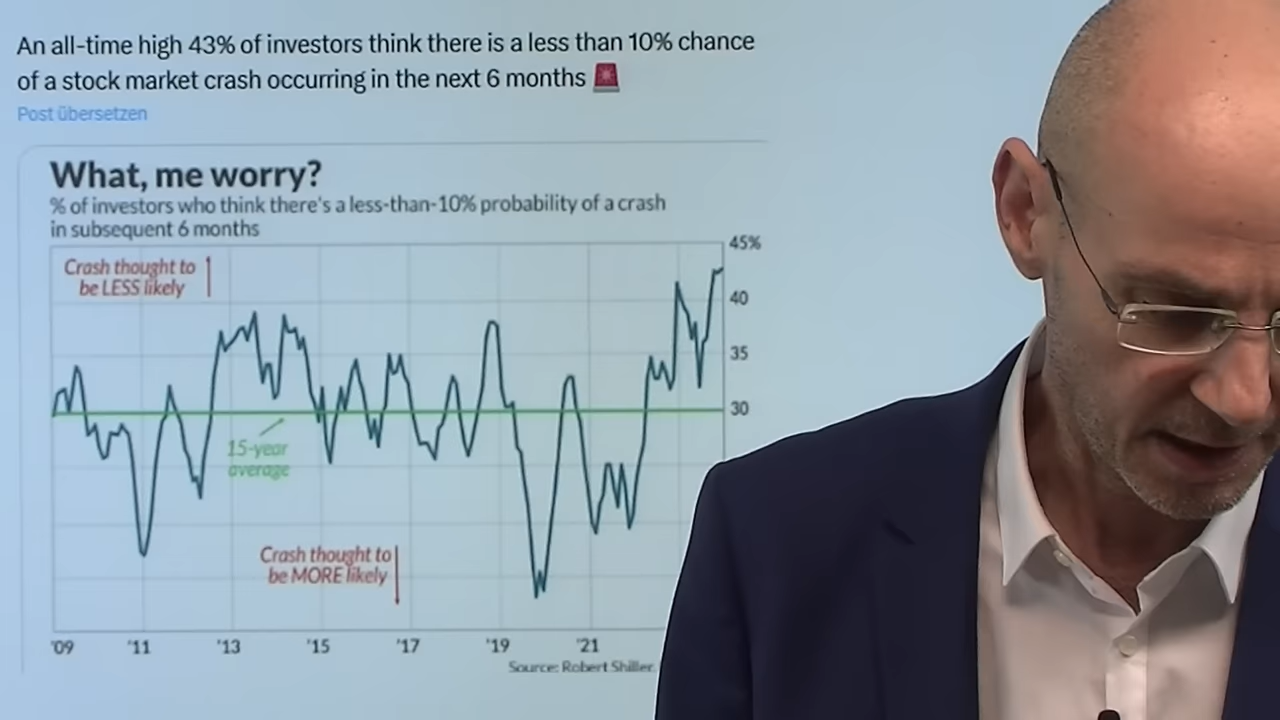 An all-time high 43% of investors think there is a less than 10% chance
of a stock market crash occurring in the next 6 months 🚨
Post übersetzen
What, me worry?
% of investors who think there's a less-than-10% probability of a crash
in subsequent 6 months
45%
Crash thought to
be LESS likely
40
35
30
15-year
average
Crash thought to
be MORE likely
'09 '11 '13 '15 '17 '19 '21
Source: Robert Shiller.